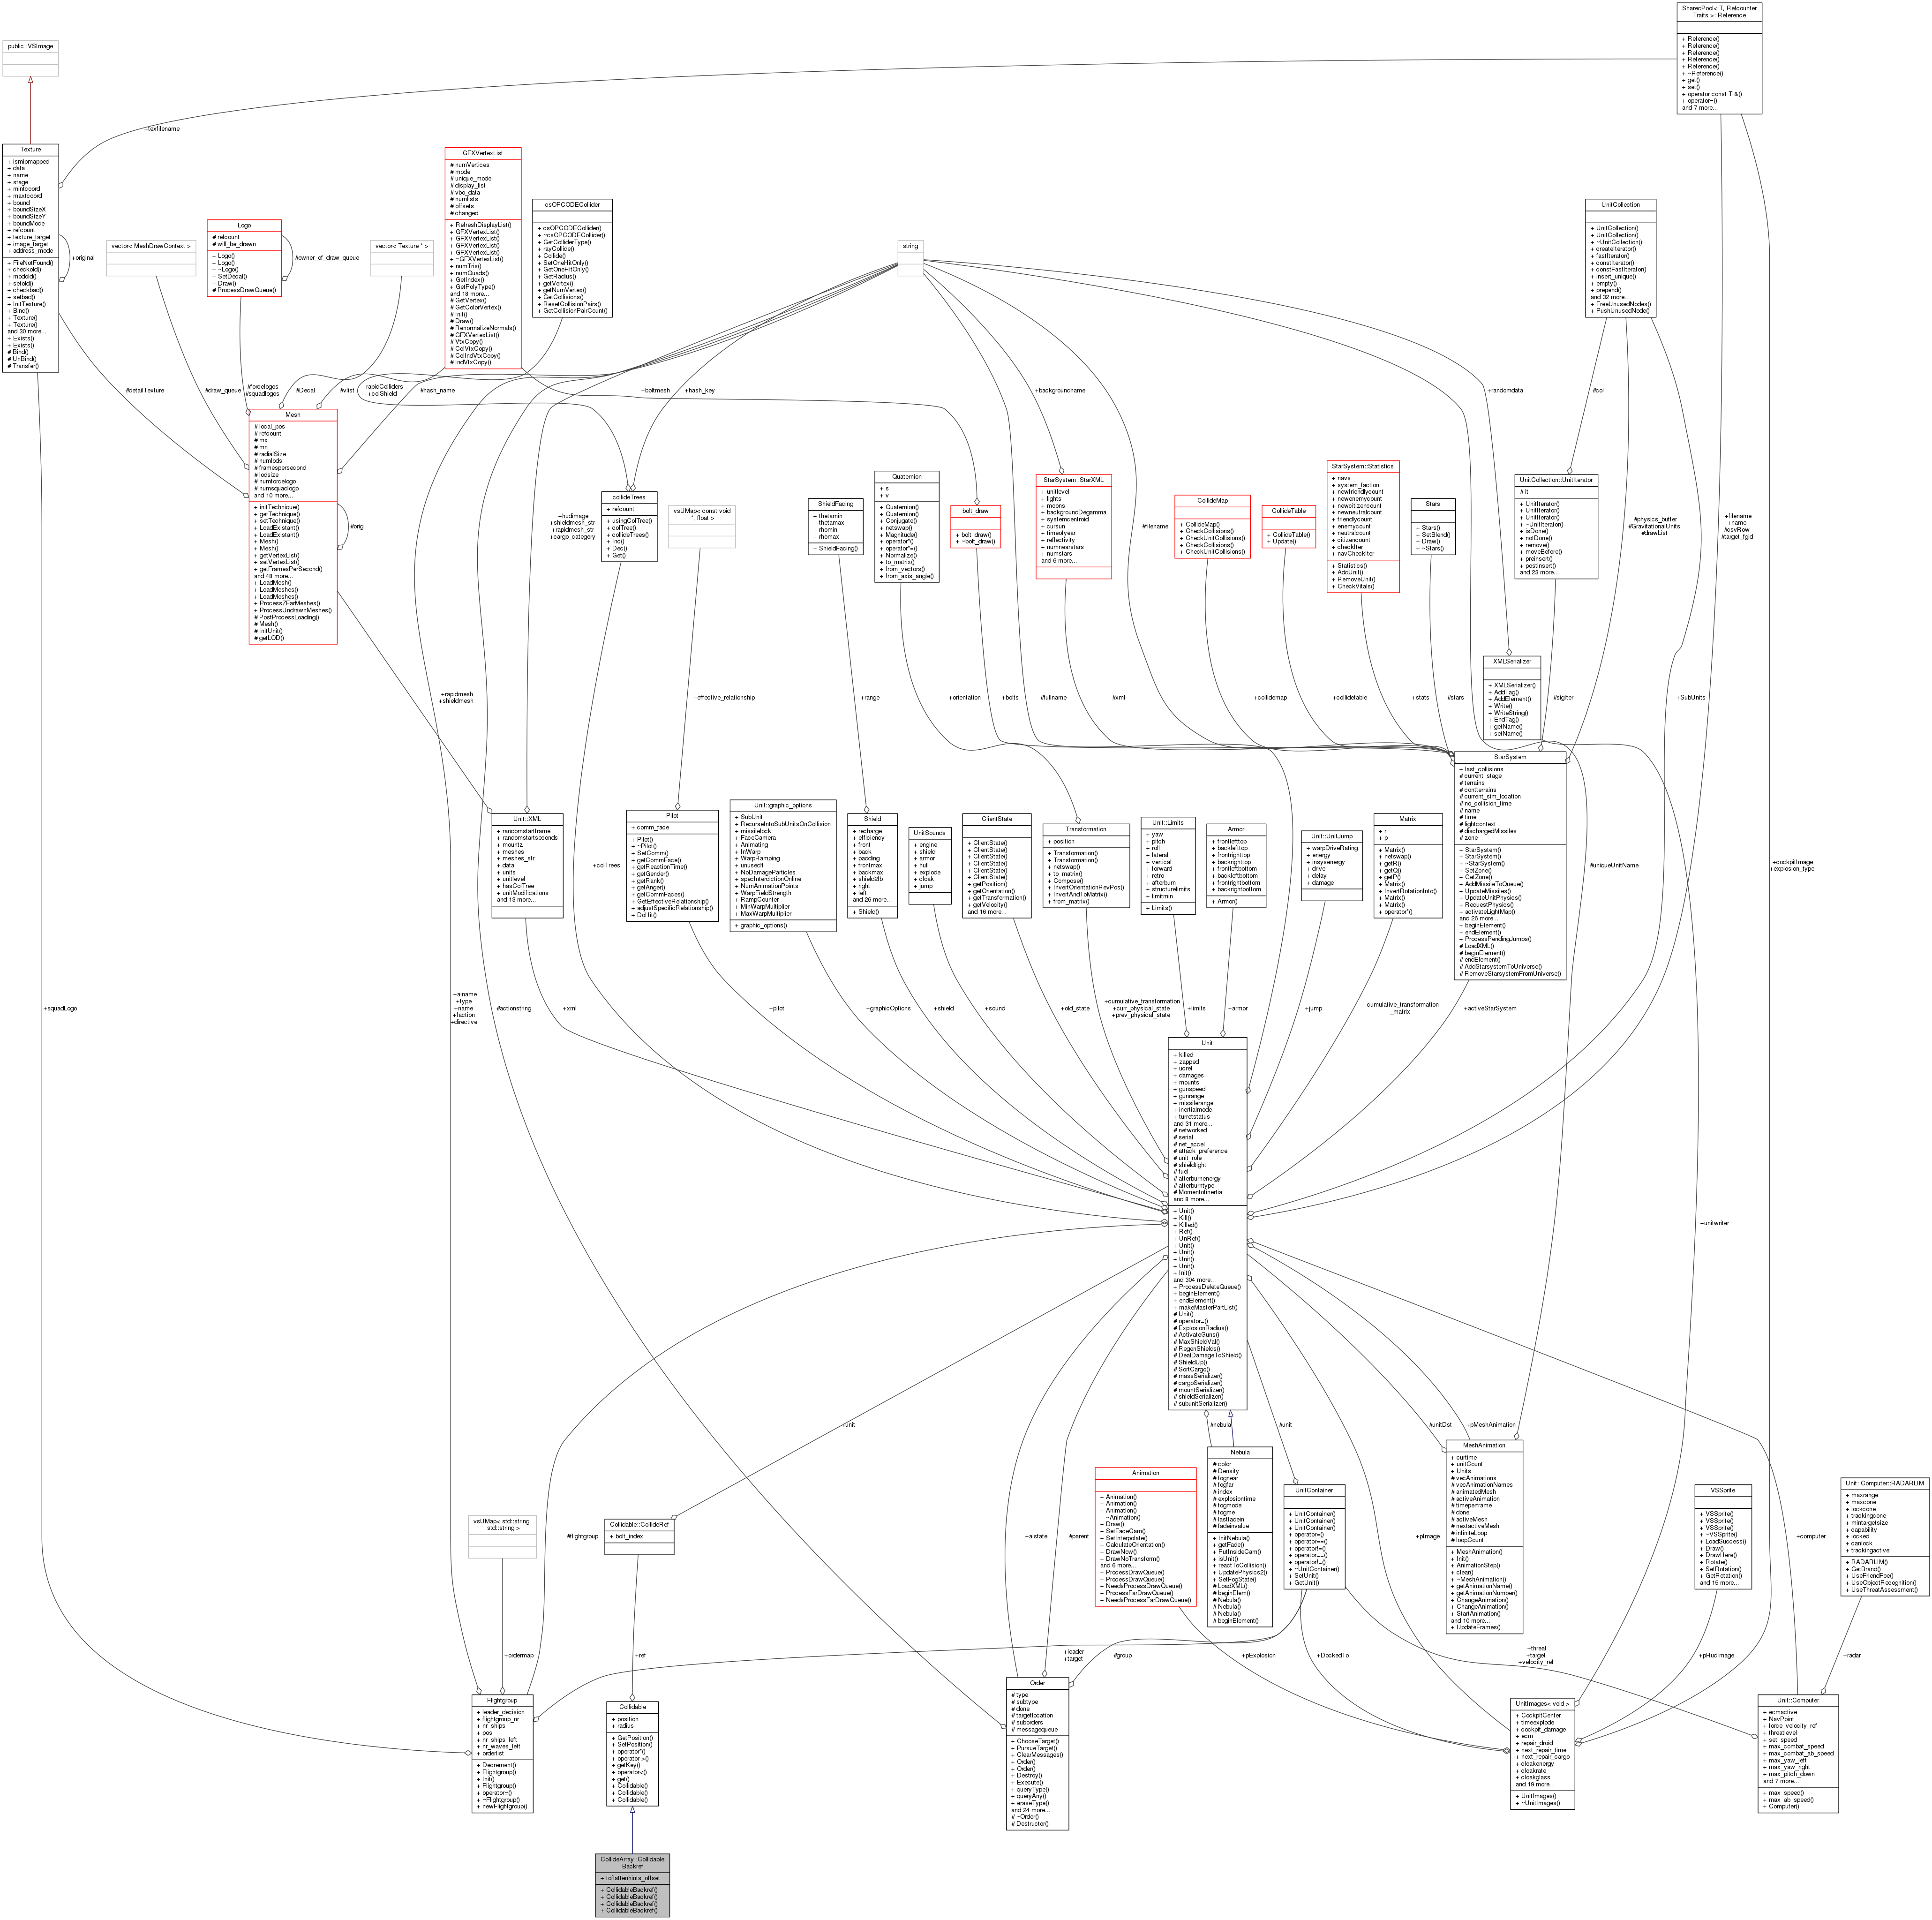 SharedPool< T, Refcounter
Traits >::Reference
+ Reference()
+ Reference()
+ Reference()
+ Reference()
+ Reference()
+ ~Reference()
+ get()
+ set()
+ operator const T &()
+ operator=()
and 7 more...
public::VSImage
+texfilename
Texture
+ ismipmapped
+ data
+ name
+ stage
+ mintcoord
+ maxtcoord
+ bound
+ boundSizeX
+ boundSizeY
+ boundMode
+ refcount
+ texture_target
+ image_target
+ address_mode
+ FileNotFound()
+ checkold()
+ modold()
+ setold()
+ checkbad()
+ setbad()
+ InitTexture()
+ Bind()
+ Texture()
+ Texture()
and 30 more...
+ Exists()
+ Exists()
# Bind()
# UnBind()
# Transfer()
+original
vector< MeshDrawContext >
Logo
# refcount
# will_be_drawn
+ Logo()
+ Logo()
+ ~Logo()
+ SetDecal()
+ Draw()
# ProcessDrawQueue()
#owner_of_draw_queue
vector< Texture * >
GFXVertexList
# numVertices
# mode
# unique_mode
# display_list
# vbo_data
# numlists
# offsets
# changed
+ RefreshDisplayList()
+ GFXVertexList()
+ GFXVertexList()
+ GFXVertexList()
+ GFXVertexList()
+ ~GFXVertexList()
+ numTris()
+ numQuads()
+ GetIndex()
+ GetPolyType()
and 18 more...
# GetVertex()
# GetColorVertex()
# Init()
# Draw()
# RenormalizeNormals()
# GFXVertexList()
# VtxCopy()
# ColVtxCopy()
# ColIndVtxCopy()
# IndVtxCopy()
csOPCODECollider
+ csOPCODECollider()
+ ~csOPCODECollider()
+ GetColliderType()
+ rayCollide()
+ Collide()
+ SetOneHitOnly()
+ GetOneHitOnly()
+ GetRadius()
+ getVertex()
+ getNumVertex()
+ GetCollisions()
+ ResetCollisionPairs()
+ GetCollisionPairCount()
string
UnitCollection
+ UnitCollection()
+ UnitCollection()
+ ~UnitCollection()
+ createIterator()
+ fastIterator()
+ constIterator()
+ constFastIterator()
+ insert_unique()
+ empty()
+ prepend()
and 32 more...
+ FreeUnusedNodes()
+ PushUnusedNode()
#detailTexture
#draw_queue
#forcelogos
#squadlogos
#Decal
#vlist
+rapidColliders
+colShield
#hash_name
+boltmesh
+hash_key
+backgroundname
+randomdata
#col
Mesh
# local_pos
# refcount
# mx
# mn
# radialSize
# numlods
# framespersecond
# lodsize
# numforcelogo
# numsquadlogo
and 10 more...
+ initTechnique()
+ getTechnique()
+ setTechnique()
+ LoadExistant()
+ LoadExistant()
+ Mesh()
+ Mesh()
+ getVertexList()
+ setVertexList()
+ getFramesPerSecond()
and 48 more...
+ LoadMesh()
+ LoadMeshes()
+ LoadMeshes()
+ ProcessZFarMeshes()
+ ProcessUndrawnMeshes()
# PostProcessLoading()
# Mesh()
# InitUnit()
# getLOD()
#orig
+hudimage
+shieldmesh_str
+rapidmesh_str
+cargo_category
collideTrees
+ refcount
+ usingColTree()
+ colTree()
+ collideTrees()
+ Inc()
+ Dec()
+ Get()
vsUMap< const void
*, float >
ShieldFacing
+ thetamin
+ thetamax
+ rhomin
+ rhomax
+ ShieldFacing()
Quaternion
+ s
+ v
+ Quaternion()
+ Quaternion()
+ Conjugate()
+ netswap()
+ Magnitude()
+ operator*()
+ operator*=()
+ Normalize()
+ to_matrix()
+ from_vectors()
+ from_axis_angle()
bolt_draw
+ bolt_draw()
+ ~bolt_draw()
StarSystem::StarXML
+ unitlevel
+ lights
+ moons
+ backgroundDegamma
+ systemcentroid
+ cursun
+ timeofyear
+ reflectivity
+ numnearstars
+ numstars
and 6 more...
#filename
CollideMap
+ CollideMap()
+ CheckCollisions()
+ CheckUnitCollisions()
+ CheckCollisions()
+ CheckUnitCollisions()
CollideTable
+ CollideTable()
+ Update()
StarSystem::Statistics
+ navs
+ system_faction
+ newfriendlycount
+ newenemycount
+ newcitizencount
+ newneutralcount
+ friendlycount
+ enemycount
+ neutralcount
+ citizencount
+ checkIter
+ navCheckIter
+ Statistics()
+ AddUnit()
+ RemoveUnit()
+ CheckVitals()
Stars
+ Stars()
+ SetBlend()
+ Draw()
+ ~Stars()
UnitCollection::UnitIterator
# it
+ UnitIterator()
+ UnitIterator()
+ UnitIterator()
+ ~UnitIterator()
+ isDone()
+ notDone()
+ remove()
+ moveBefore()
+ preinsert()
+ postinsert()
and 23 more...
#physics_buffer
#GravitationalUnits
#drawList
+filename
+name
#csvRow
#target_fgid
+rapidmesh
+shieldmesh
+effective_relationship
+range
+orientation
+bolts
#fullname
#xml
+collidemap
+collidetable
+stats
#stars
XMLSerializer
+ XMLSerializer()
+ AddTag()
+ AddElement()
+ Write()
+ WriteString()
+ EndTag()
+ getName()
+ setName()
#sigIter
+SubUnits
StarSystem
+ last_collisions
# current_stage
# terrains
# contterrains
# current_sim_location
# no_collision_time
# name
# time
# lightcontext
# dischargedMissiles
# zone
+ StarSystem()
+ StarSystem()
+ ~StarSystem()
+ SetZone()
+ GetZone()
+ AddMissileToQueue()
+ UpdateMissiles()
+ UpdateUnitPhysics()
+ RequestPhysics()
+ activateLightMap()
and 26 more...
+ beginElement()
+ endElement()
+ ProcessPendingJumps()
# LoadXML()
# beginElement()
# endElement()
# AddStarsystemToUniverse()
# RemoveStarsystemFromUniverse()
Unit::XML
+ randomstartframe
+ randomstartseconds
+ mountz
+ meshes
+ meshes_str
+ data
+ units
+ unitlevel
+ hasColTree
+ unitModifications
and 13 more...
+colTrees
Pilot
+ comm_face
+ Pilot()
+ ~Pilot()
+ SetComm()
+ getCommFace()
+ getReactionTime()
+ getGender()
+ getRank()
+ getAnger()
+ getCommFaces()
+ GetEffectiveRelationship()
+ adjustSpecificRelationship()
+ DoHit()
Unit::graphic_options
+ SubUnit
+ RecurseIntoSubUnitsOnCollision
+ missilelock
+ FaceCamera
+ Animating
+ InWarp
+ WarpRamping
+ unused1
+ NoDamageParticles
+ specInterdictionOnline
+ NumAnimationPoints
+ WarpFieldStrength
+ RampCounter
+ MinWarpMultiplier
+ MaxWarpMultiplier
+ graphic_options()
Shield
+ recharge
+ efficiency
+ front
+ back
+ padding
+ frontmax
+ backmax
+ shield2fb
+ right
+ left
and 26 more...
+ Shield()
UnitSounds
+ engine
+ shield
+ armor
+ hull
+ explode
+ cloak
+ jump
ClientState
+ ClientState()
+ ClientState()
+ ClientState()
+ ClientState()
+ ClientState()
+ ClientState()
+ getPosition()
+ getOrientation()
+ getTransformation()
+ getVelocity()
and 16 more...
Transformation
+ position
+ Transformation()
+ Transformation()
+ netswap()
+ to_matrix()
+ Compose()
+ InvertOrientationRevPos()
+ InvertAndToMatrix()
+ from_matrix()
Unit::Limits
+ yaw
+ pitch
+ roll
+ lateral
+ vertical
+ forward
+ retro
+ afterburn
+ structurelimits
+ limitmin
+ Limits()
Armor
+ frontlefttop
+ backlefttop
+ frontrighttop
+ backrighttop
+ frontleftbottom
+ backleftbottom
+ frontrightbottom
+ backrightbottom
+ Armor()
Unit::UnitJump
+ warpDriveRating
+ energy
+ insysenergy
+ drive
+ delay
+ damage
Matrix
+ r
+ p
+ Matrix()
+ netswap()
+ getR()
+ getQ()
+ getP()
+ Matrix()
+ InvertRotationInto()
+ Matrix()
+ Matrix()
+ operator*()
#uniqueUnitName
+cockpitImage
+explosion_type
+squadLogo
+ainame
+type
+name
+faction
+directive
#actionstring
+xml
+pilot
+graphicOptions
+shield
+sound
+old_state
+cumulative_transformation
+curr_physical_state
+prev_physical_state
+limits
+armor
+jump
+cumulative_transformation
_matrix
+activeStarSystem
Unit
+ killed
+ zapped
+ ucref
+ damages
+ mounts
+ gunspeed
+ gunrange
+ missilerange
+ inertialmode
+ turretstatus
and 31 more...
# networked
# serial
# net_accel
# attack_preference
# unit_role
# shieldtight
# fuel
# afterburnenergy
# afterburntype
# MomentofInertia
and 8 more...
+ Unit()
+ Kill()
+ Killed()
+ Ref()
+ UnRef()
+ Unit()
+ Unit()
+ Unit()
+ Unit()
+ Init()
and 304 more...
+ ProcessDeleteQueue()
+ beginElement()
+ endElement()
+ makeMasterPartList()
# Unit()
# operator=()
# ExplosionRadius()
# ActivateGuns()
# MaxShieldVal()
# RegenShields()
# DealDamageToShield()
# ShieldUp()
# SortCargo()
# massSerializer()
# cargoSerializer()
# mountSerializer()
# shieldSerializer()
# subunitSerializer()
+unitwriter
+unit
#nebula
#unit
#unitDst
+pMeshAnimation
Nebula
# color
# Density
# fognear
# fogfar
# index
# explosiontime
# fogmode
# fogme
# lastfadein
# fadeinvalue
+ InitNebula()
+ getFade()
+ PutInsideCam()
+ isUnit()
+ reactToCollision()
+ UpdatePhysics2()
+ SetFogState()
# LoadXML()
# beginElem()
# Nebula()
# Nebula()
# Nebula()
# beginElement()
MeshAnimation
+ curtime
+ unitCount
+ Units
# vecAnimations
# vecAnimationNames
# animatedMesh
# activeAnimation
# timeperframe
# done
# activeMesh
# nextactiveMesh
# infiniteLoop
# loopCount
+ MeshAnimation()
+ Init()
+ AnimationStep()
+ clear()
+ ~MeshAnimation()
+ getAnimationName()
+ getAnimationNumber()
+ ChangeAnimation()
+ ChangeAnimation()
+ StartAnimation()
and 10 more...
+ UpdateFrames()
Animation
+ Animation()
+ Animation()
+ Animation()
+ ~Animation()
+ Draw()
+ SetFaceCam()
+ SetInterpolate()
+ CalculateOrientation()
+ DrawNow()
+ DrawNoTransform()
and 6 more...
+ ProcessDrawQueue()
+ ProcessDrawQueue()
+ NeedsProcessDrawQueue()
+ ProcessFarDrawQueue()
+ NeedsProcessFarDrawQueue()
UnitContainer
+ UnitContainer()
+ UnitContainer()
+ UnitContainer()
+ operator=()
+ operator==()
+ operator!=()
+ operator==()
+ operator!=()
+ ~UnitContainer()
+ SetUnit()
+ GetUnit()
VSSprite
+ VSSprite()
+ VSSprite()
+ VSSprite()
+ ~VSSprite()
+ LoadSuccess()
+ Draw()
+ DrawHere()
+ Rotate()
+ SetRotation()
+ GetRotation()
and 15 more...
Unit::Computer::RADARLIM
+ maxrange
+ maxcone
+ lockcone
+ trackingcone
+ mintargetsize
+ capability
+ locked
+ canlock
+ trackingactive
+ RADARLIM()
+ GetBrand()
+ UseFriendFoe()
+ UseObjectRecognition()
+ UseThreatAssessment()
vsUMap< std::string,
std::string >
#flightgroup
Collidable::CollideRef
+ bolt_index
+aistate
#parent
+pImage
+computer
+ordermap
+ref
+leader
+target
#group
+pExplosion
+DockedTo
+threat
+target
+velocity_ref
+pHudImage
+radar
Flightgroup
+ leader_decision
+ flightgroup_nr
+ nr_ships
+ pos
+ nr_ships_left
+ nr_waves_left
+ orderlist
+ Decrement()
+ Flightgroup()
+ Init()
+ Flightgroup()
+ operator=()
+ ~Flightgroup()
+ newFlightgroup()
Collidable
+ position
+ radius
+ GetPosition()
+ SetPosition()
+ operator*()
+ operator->()
+ getKey()
+ operator<()
+ get()
+ Collidable()
+ Collidable()
+ Collidable()
Order
# type
# subtype
# done
# targetlocation
# suborders
# messagequeue
+ ChooseTarget()
+ PursueTarget()
+ ClearMessages()
+ Order()
+ Order()
+ Destroy()
+ Execute()
+ queryType()
+ queryAny()
+ eraseType()
and 24 more...
# ~Order()
# Destructor()
UnitImages< void >
+ CockpitCenter
+ timeexplode
+ cockpit_damage
+ ecm
+ repair_droid
+ next_repair_time
+ next_repair_cargo
+ cloakenergy
+ cloakrate
+ cloakglass
and 19 more...
+ UnitImages()
+ ~UnitImages()
Unit::Computer
+ ecmactive
+ NavPoint
+ force_velocity_ref
+ threatlevel
+ set_speed
+ max_combat_speed
+ max_combat_ab_speed
+ max_yaw_left
+ max_yaw_right
+ max_pitch_down
and 7 more...
+ max_speed()
+ max_ab_speed()
+ Computer()
CollideArray::Collidable
Backref
+ toflattenhints_offset
+ CollidableBackref()
+ CollidableBackref()
+ CollidableBackref()
+ CollidableBackref()